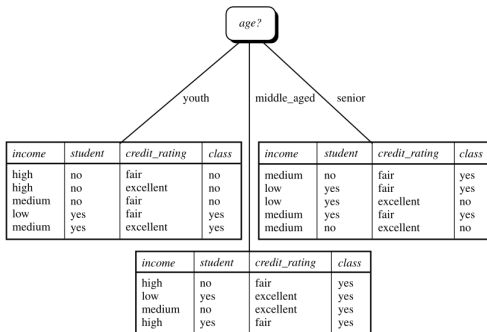 age?
youth
middle_aged
senior
income student credit_rating class
high no fair no
high no excellent no
medium no fair no
low yes fair yes
medium yes excellent yes
income student credit_rating class
medium no fair yes
low yes fair yes
low yes excellent no
medium yes fair yes
medium no excellent no
income student credit_rating class
high no fair yes
low yes excellent yes
medium no excellent yes
high yes fair yes